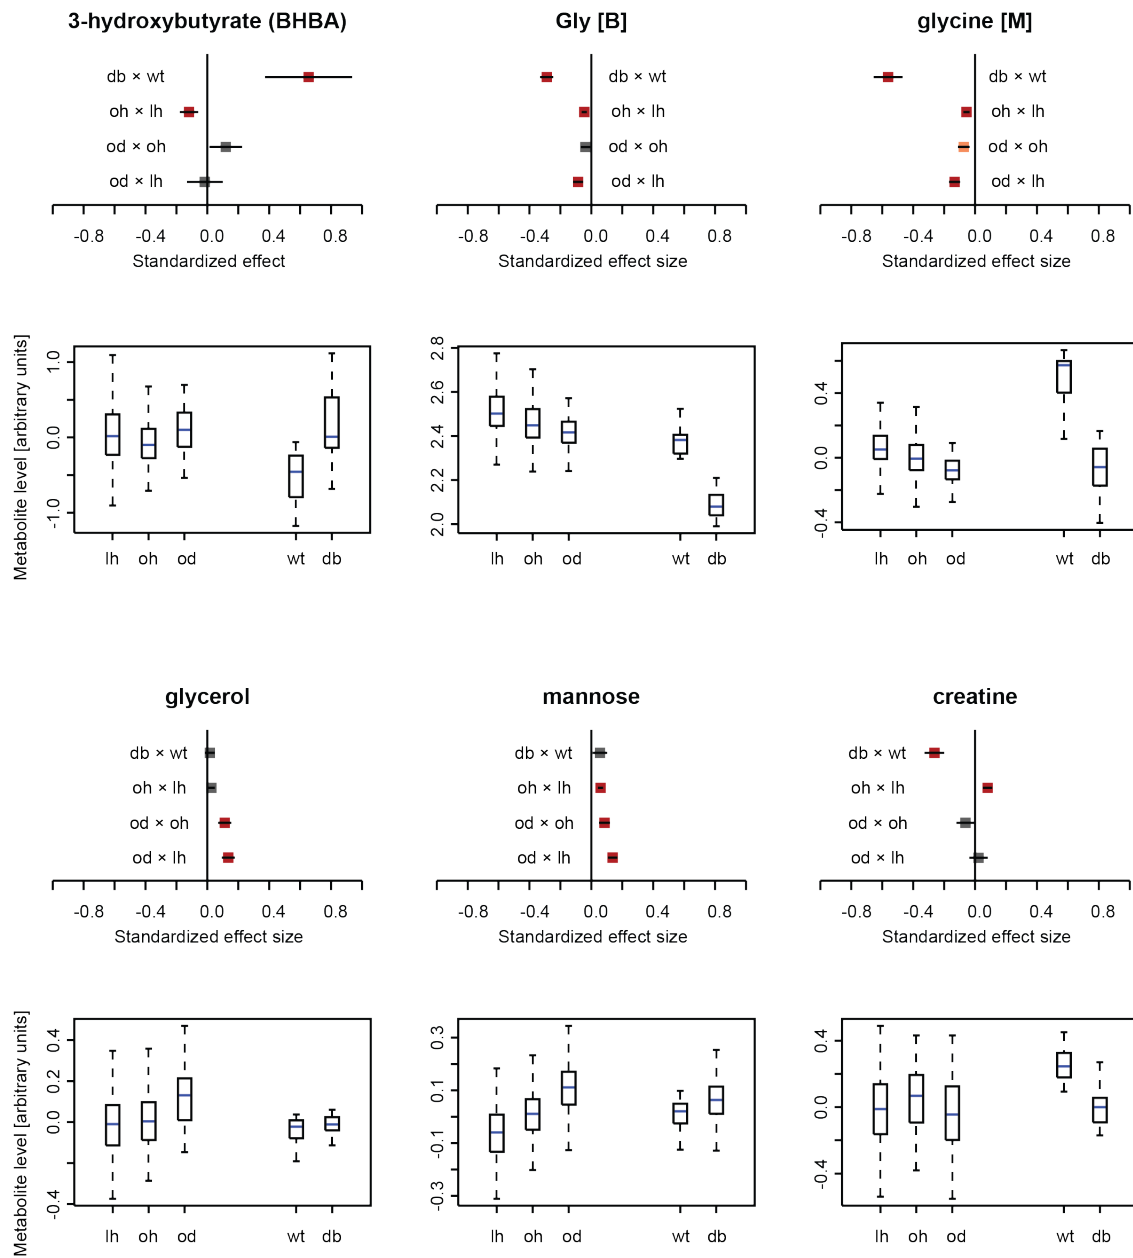 3-hydroxybutyrate (BHBA)
db × wt
oh × lh
od × oh
od × lh
-0.8 -0.4 0.0 0.4 0.8
Standardized effect
Gly [B]
db × wt
oh × lh
od × oh
od × lh
-0.8 -0.4 0.0 0.4 0.8
Standardized effect size
glycine [M]
db × wt
oh × lh
od × oh
od × lh
-0.8 -0.4 0.0 0.4 0.8
Standardized effect size
Metabolite level [arbitrary units]
1.0
0.0
-1.0
lh oh od wt db
2.8
2.6
2.4
2.2
2.0
lh oh od wt db
0.4
0.0
-0.4
lh oh od wt db
glycerol
db × wt
oh × lh
od × oh
od × lh
-0.8 -0.4 0.0 0.4 0.8
Standardized effect size
mannose
db × wt
oh × lh
od × oh
od × lh
-0.8 -0.4 0.0 0.4 0.8
Standardized effect size
creatine
db × wt
oh × lh
od × oh
od × lh
-0.8 -0.4 0.0 0.4 0.8
Standardized effect size
Metabolite level [arbitrary units]
0.4
0.2
0.0
-0.4
lh oh od wt db
0.3
0.1
-0.1
-0.3
lh oh od wt db
0.4
0.0
-0.4
lh oh od wt db